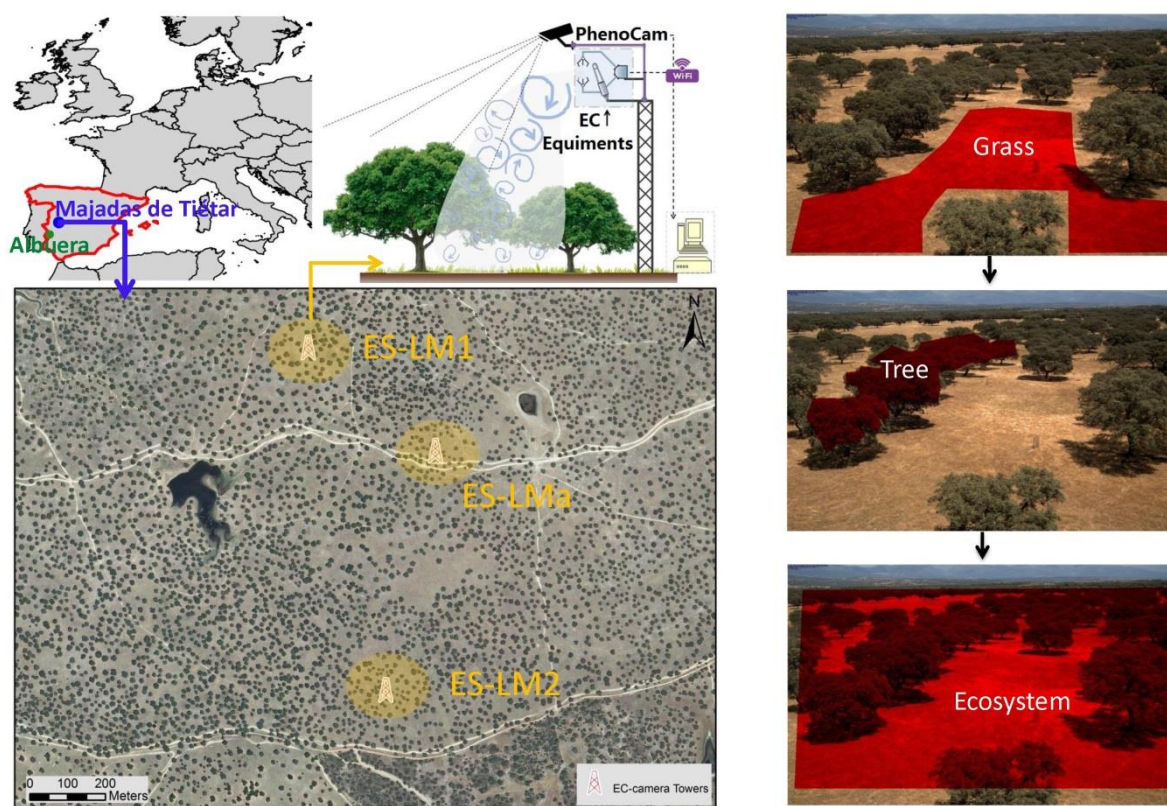 Majadas de Tiétar
Albuera
PhenoCam
WiFi
EC↑
Equiments
Grass
Tree
Ecosystem
N
ES-LM1
ES-LMa
ES-LM2
0 100 200
Meters
EC-camera Towers